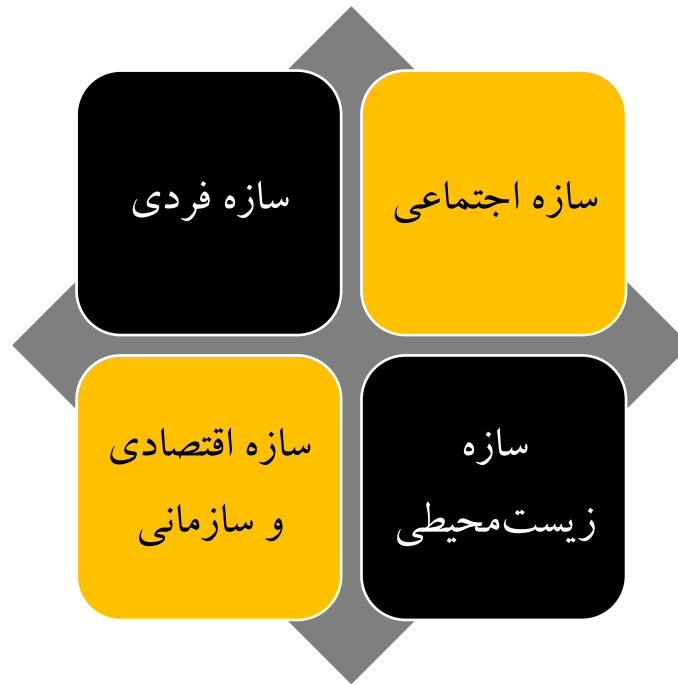 سازه اجتماعی
سازه فردی
سازه
زیست‌محیطی
سازه اقتصادی
و سازمانی